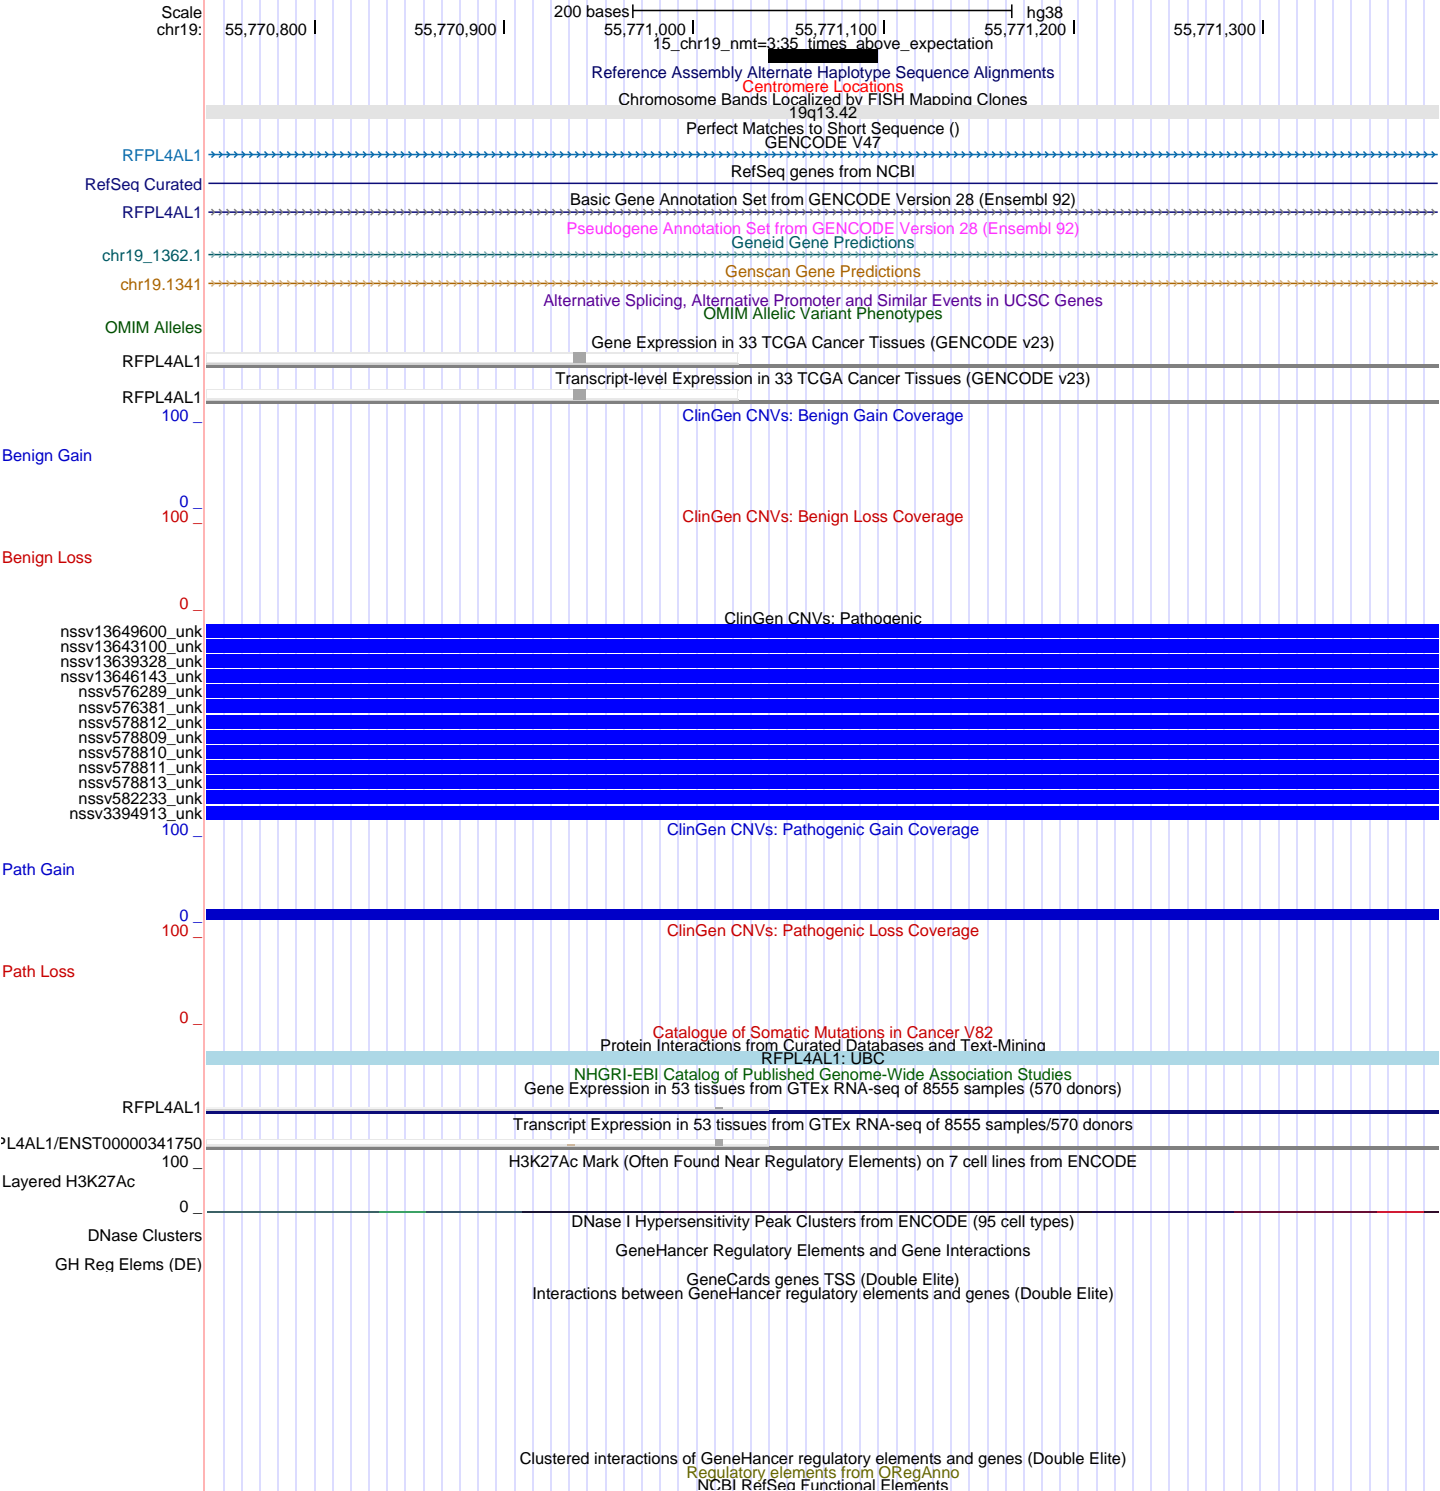 Scale 200 bases hg38
chr19: 55,770,800 55,770,900 55,771,000 55,771,100 55,771,200 55,771,300
15_chr19_nmt=3:35_times_above_expectation
Reference Assembly Alternate Haplotype Sequence Alignments
Centromere Locations
Chromosome Bands Localized by FISH Mapping Clones
19q13.42
Perfect Matches to Short Sequence ()
GENCODE V47
RFPL4AL1
RefSeq genes from NCBI
RefSeq Curated
Basic Gene Annotation Set from GENCODE Version 28 (Ensembl 92)
RFPL4AL1
Pseudogene Annotation Set from GENCODE Version 28 (Ensembl 92)
Geneid Gene Predictions
chr19_1362.1
Genscan Gene Predictions
chr19.1341
Alternative Splicing, Alternative Promoter and Similar Events in UCSC Genes
OMIM Allelic Variant Phenotypes
OMIM Alleles
Gene Expression in 33 TCGA Cancer Tissues (GENCODE v23)
RFPL4AL1
Transcript-level Expression in 33 TCGA Cancer Tissues (GENCODE v23)
RFPL4AL1
100 _ ClinGen CNVs: Benign Gain Coverage
Benign Gain
0 _
100 _ ClinGen CNVs: Benign Loss Coverage
Benign Loss
0 _
ClinGen CNVs: Pathogenic
nssv13649600_unk
nssv13643100_unk
nssv13639328_unk
nssv13646143_unk
nssv576289_unk
nssv576381_unk
nssv578812_unk
nssv578809_unk
nssv578810_unk
nssv578811_unk
nssv578813_unk
nssv582233_unk
nssv3394913_unk
100 _ ClinGen CNVs: Pathogenic Gain Coverage
Path Gain
0 _
100 _ ClinGen CNVs: Pathogenic Loss Coverage
Path Loss
0 _
Catalogue of Somatic Mutations in Cancer V82
Protein Interactions from Curated Databases and Text-Mining
RFPL4AL1: UBC
NHGRI-EBI Catalog of Published Genome-Wide Association Studies
Gene Expression in 53 tissues from GTEx RNA-seq of 8555 samples (570 donors)
RFPL4AL1
Transcript Expression in 53 tissues from GTEx RNA-seq of 8555 samples/570 donors
PL4AL1/ENST00000341750
100 _ H3K27Ac Mark (Often Found Near Regulatory Elements) on 7 cell lines from ENCODE
Layered H3K27Ac
0 _
DNase I Hypersensitivity Peak Clusters from ENCODE (95 cell types)
DNase Clusters
GeneHancer Regulatory Elements and Gene Interactions
GH Reg Elems (DE)
GeneCards genes TSS (Double Elite)
Interactions between GeneHancer regulatory elements and genes (Double Elite)
Clustered interactions of GeneHancer regulatory elements and genes (Double Elite)
Regulatory elements from ORegAnno
NCBI RefSeq Functional Elements